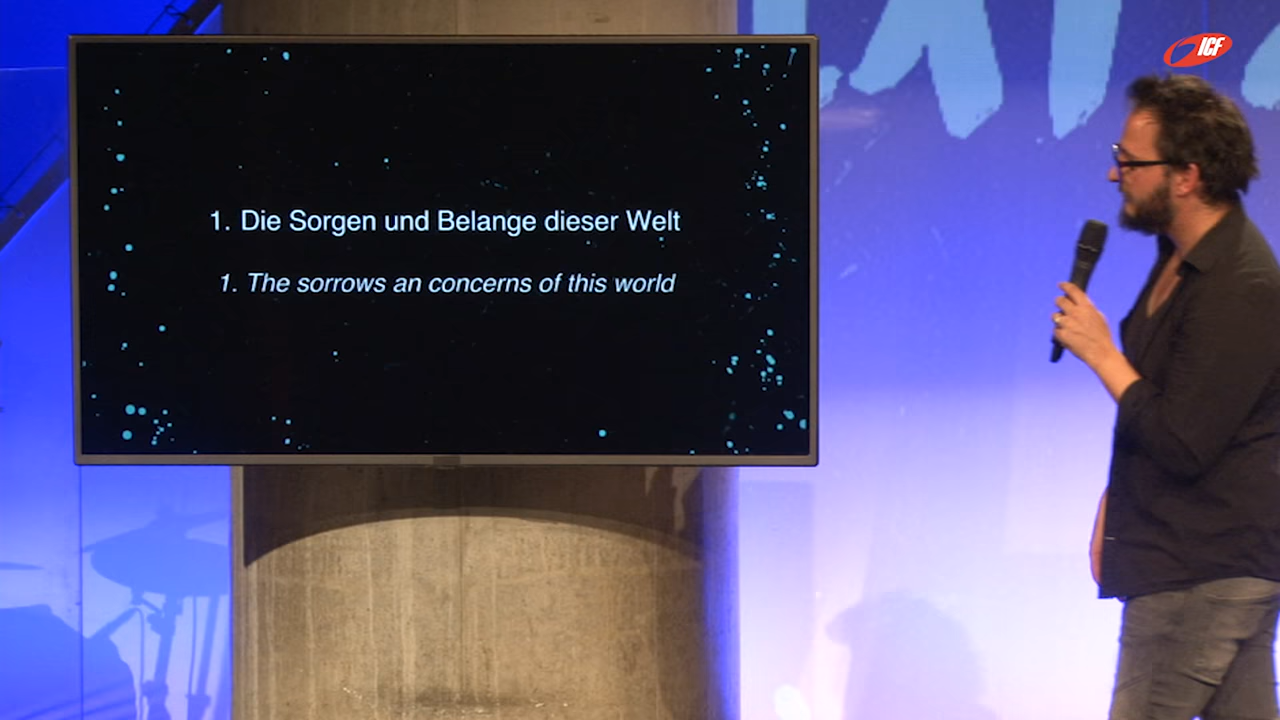 ICF
1. Die Sorgen und Belange dieser Welt
1. The sorrows an concerns of this world